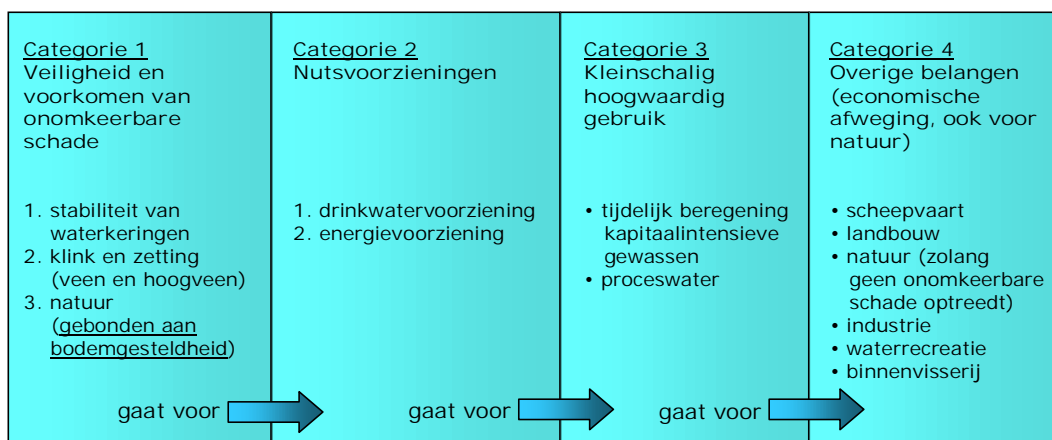 Categorie 1
Veiligheid en
voorkomen van
onomkeerbare
schade
1. stabiliteit van
waterkeringen
2. klink en zetting
(veen en hoogveen)
3. natuur
(gebonden aan
bodemgesteldheid)
gaat voor
Categorie 2
Nutsvoorzieningen
1. drinkwatervoorziening
2. energievoorziening
gaat voor
Categorie 3
Kleinschalig
hoogwaardig
gebruik
• tijdelijk beregening
kapitaalintensieve
gewassen
• proceswater
gaat voor
Categorie 4
Overige belangen
(economische
afweging, ook voor
natuur)
• scheepvaart
• landbouw
• natuur (zolang
geen onomkeerbare
schade optreedt)
• industrie
• waterrecreatie
• binnenvisserij